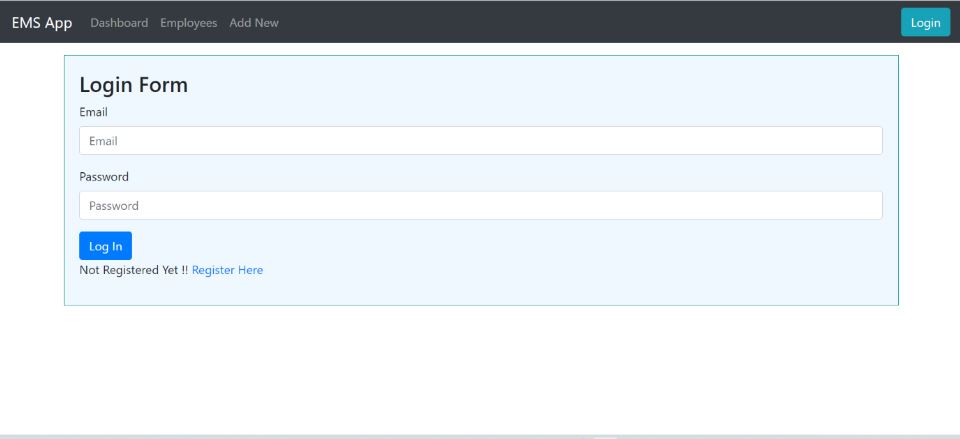 EMS App Dashboard Employees Add New Login
Login Form
Email
Email
Password
Password
Log In
Not Registered Yet !! Register Here